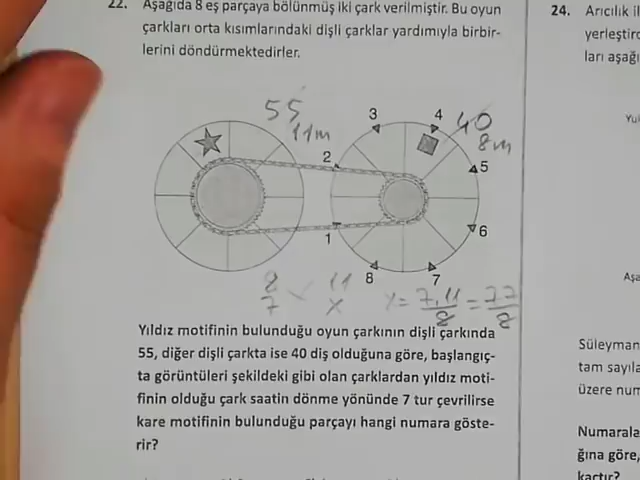 22. Aşağıda 8 eş parçaya bölünmüş iki çark verilmiştir. Bu oyun
çarkları orta kısımlarındaki dişli çarklar yardımıyla birbir-
lerini döndürmektedirler.
55
11m
40
8m
3
4
2
5
1
6
8
7
8 11
7 x
x = 7.11 = 77
8 8
Yıldız motifinin bulunduğu oyun çarkının dişli çarkında
55, diğer dişli çarkta ise 40 diş olduğuna göre, başlangıç-
ta görüntüleri şekildeki gibi olan çarklardan yıldız moti-
finin olduğu çark saatin dönme yönünde 7 tur çevrilirse
kare motifinin bulunduğu parçayı hangi numara göste-
rir?
24. Arıcılık
yerleştir
ları aşağı
Süleyman
tam sayıla
üzere num
Numarala
ğına göre,
kaçtır?